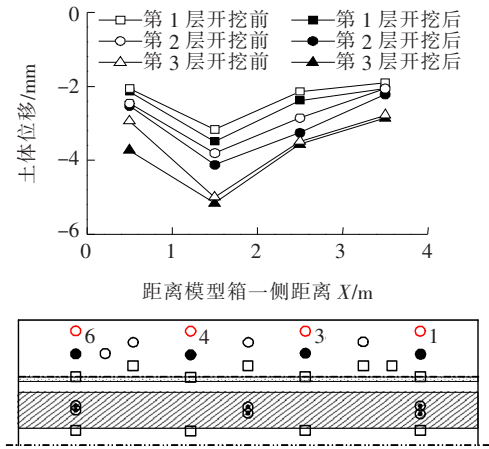 0
第 1 层开挖前 第 1 层开挖后
第 2 层开挖前 第 2 层开挖后
第 3 层开挖前 第 3 层开挖后
−2
−4
−6
土体位移/mm
0 1 2 3 4
距离模型箱一侧距离 X/m
6 4 3 1